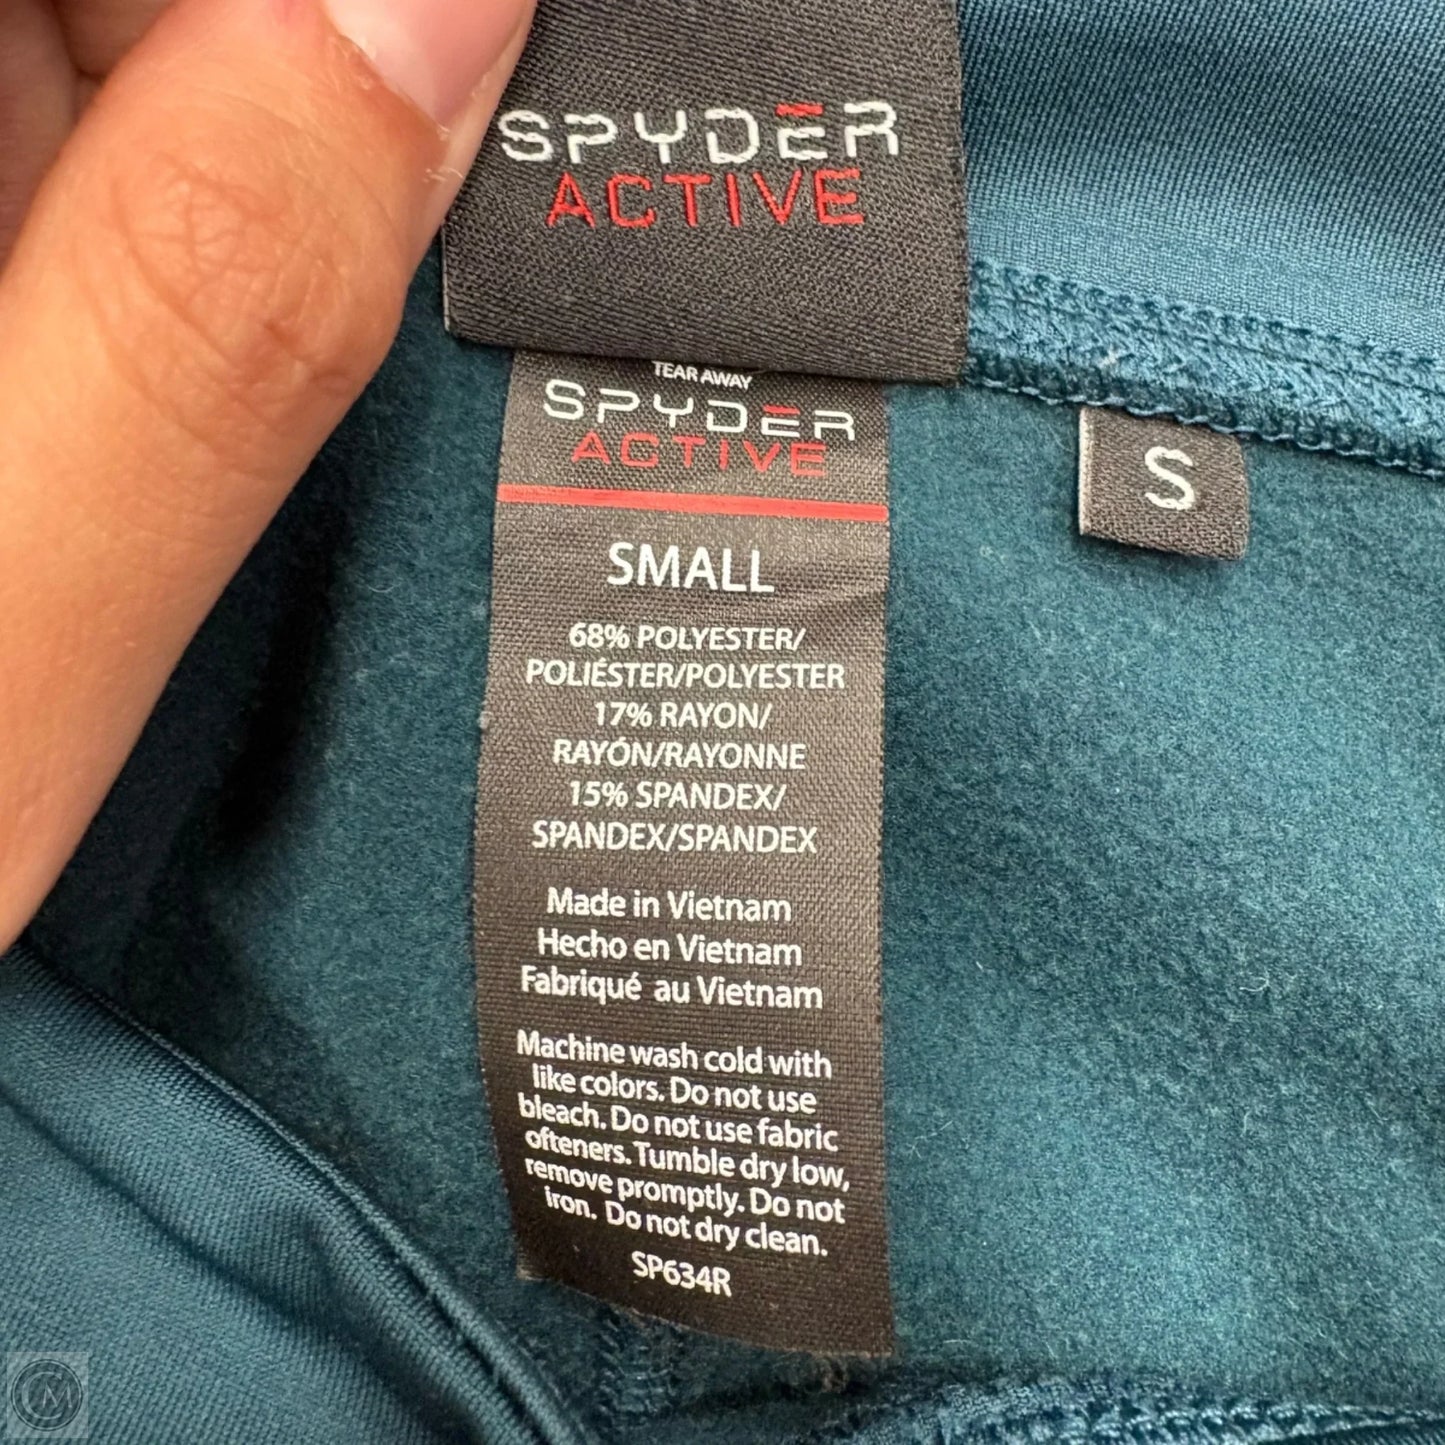 SPYDER
ACTIVE
TEAR AWAY
SPYDER
ACTIVE
S
SMALL
68% POLYESTER/
POLIÉSTER/POLYESTER
17% RAYON/
RAYÓN/RAYONNE
15% SPANDEX/
SPANDEX/SPANDEX
Made in Vietnam
Hecho en Vietnam
Fabriqué au Vietnam
Machine wash cold with
like colors. Do not use
bleach. Do not use fabric
ofteners. Tumble dry low,
remove promptly. Do not
iron. Do not dry clean.
SP634R
CM